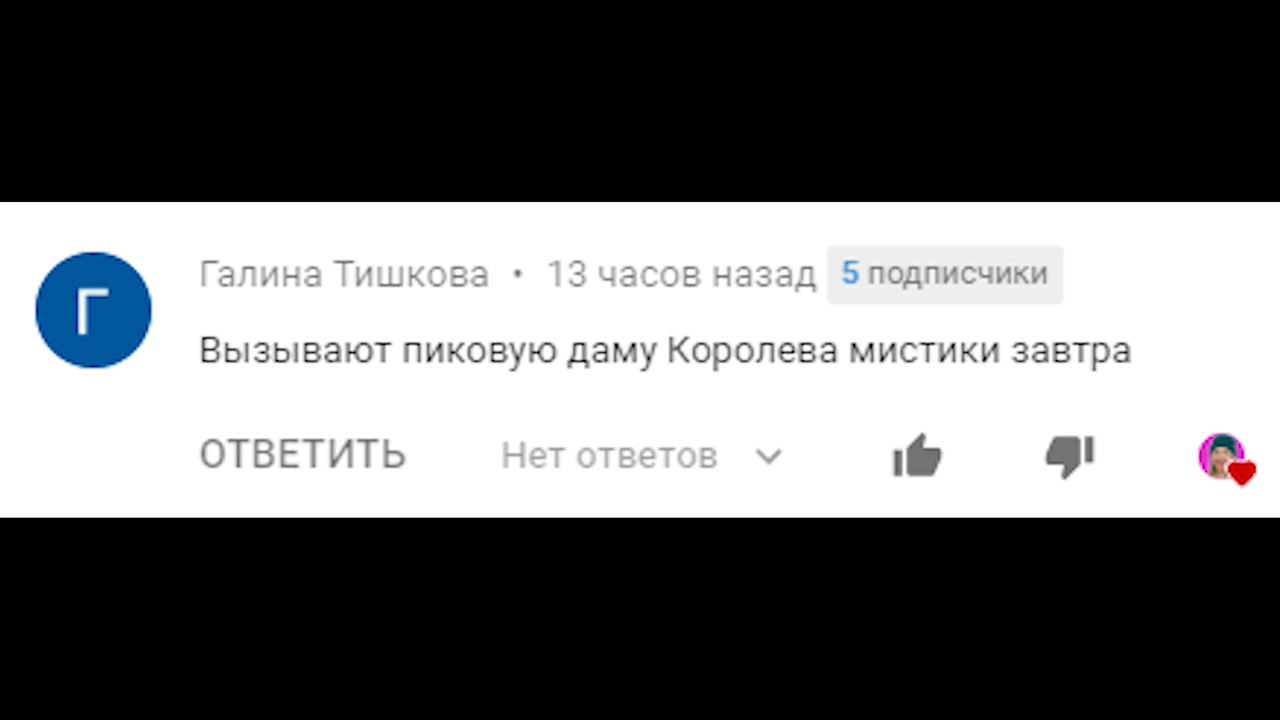 Г
Галина Тишкова • 13 часов назад 5 подписчики
Вызывают пиковую даму Королева мистики завтра
ОТВЕТИТЬ Нет ответов